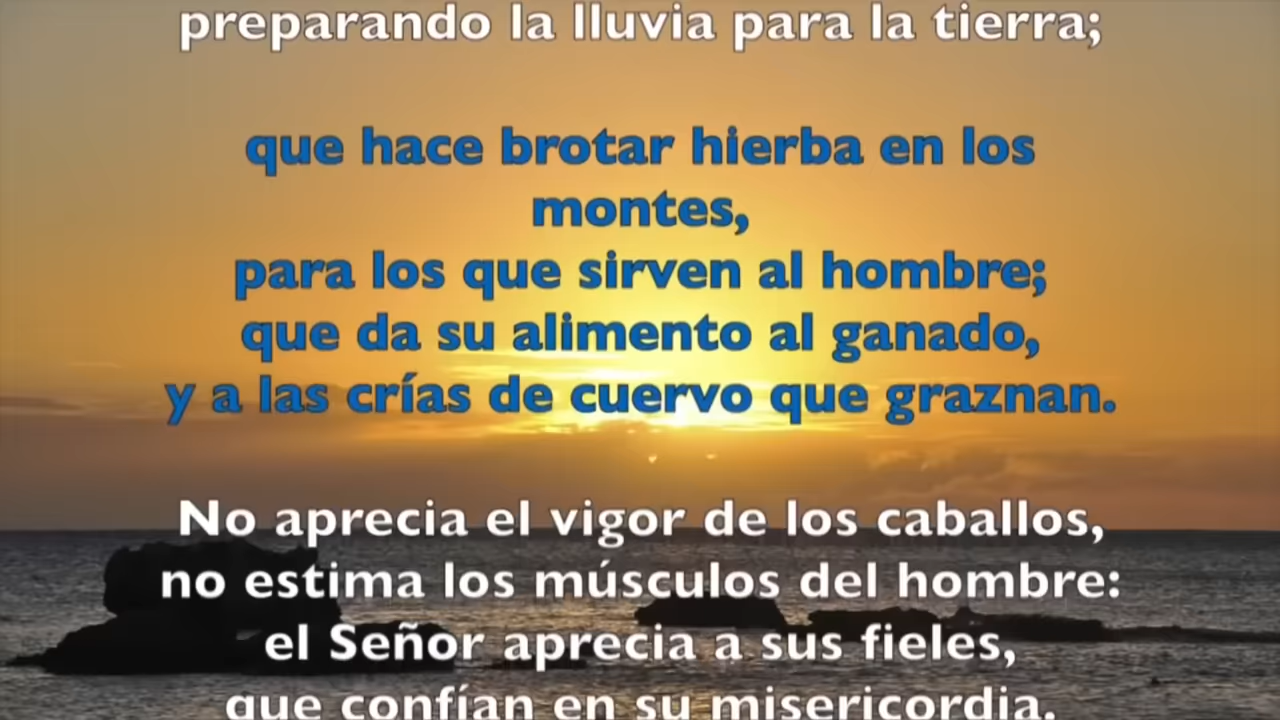 preparando la lluvia para la tierra;
que hace brotar hierba en los
montes,
para los que sirven al hombre;
que da su alimento al ganado,
y a las crías de cuervo que graznan.
No aprecia el vigor de los caballos,
no estima los músculos del hombre:
el Señor aprecia a sus fieles,
que confían en su misericordia.